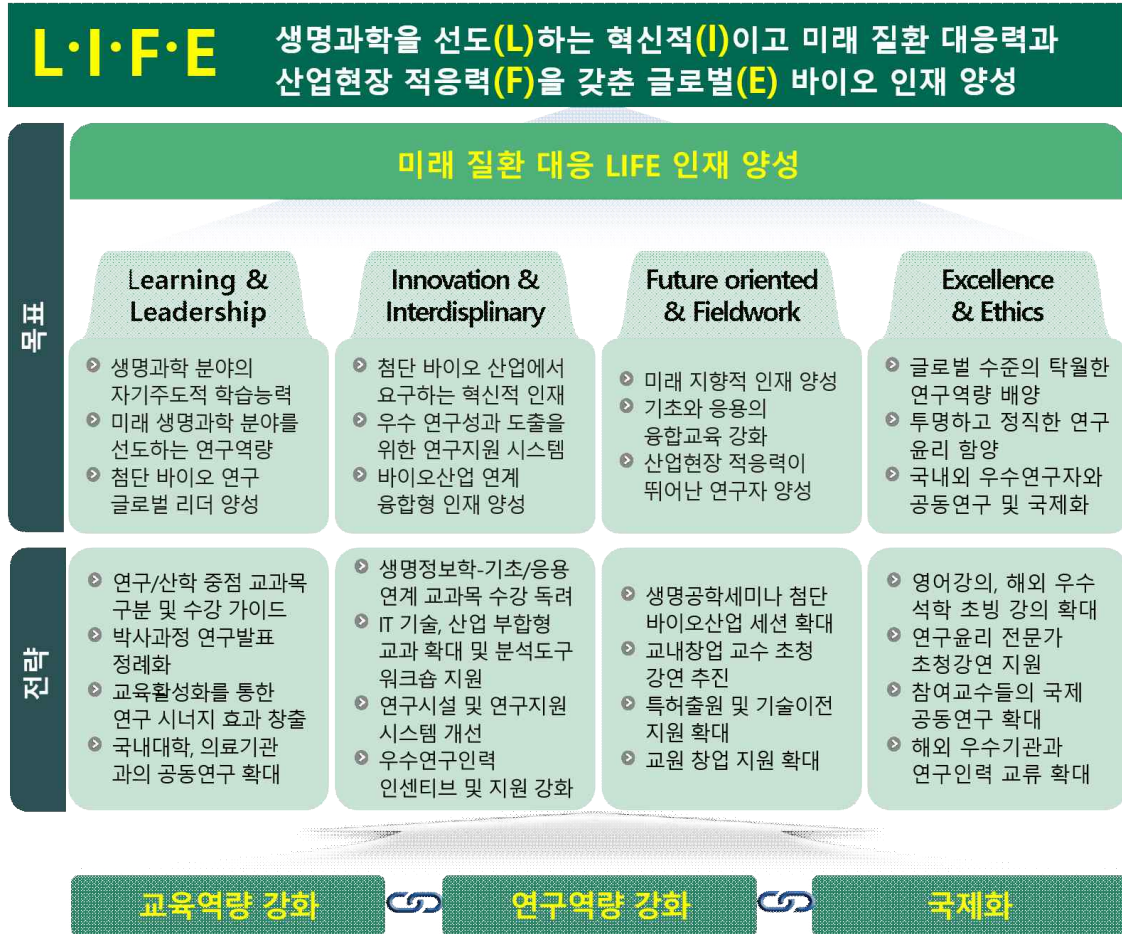 L·I·F·E
생명과학을 선도(L)하는 혁신적(I)이고 미래 질환 대응력과
산업현장 적응력(F)을 갖춘 글로벌(E) 바이오 인재 양성
미래 질환 대응 LIFE 인재 양성
목표
Learning &
Leadership
생명과학 분야의
자기주도적 학습능력
미래 생명과학 분야를
선도하는 연구역량
첨단 바이오 연구
글로벌 리더 양성
Innovation &
Interdisplinary
첨단 바이오 산업에서
요구하는 혁신적 인재
우수 연구성과 도출을
위한 연구지원 시스템
바이오산업 연계
융합형 인재 양성
Future oriented
& Fieldwork
미래 지향적 인재 양성
기초와 응용의
융합교육 강화
산업현장 적응력이
뛰어난 연구자 양성
Excellence
& Ethics
글로벌 수준의 탁월한
연구역량 배양
투명하고 정직한 연구
윤리 함양
국내외 우수연구자와
공동연구 및 국제화
전략
연구/산학 중점 교과목
구분 및 수강 가이드
박사과정 연구발표
정례화
교육활성화를 통한
연구 시너지 효과 창출
국내대학, 의료기관
과의 공동연구 확대
생명정보학-기초/응용
연계 교과목 수강 독려
IT 기술, 산업 부합형
교과 확대 및 분석도구
워크숍 지원
연구시설 및 연구지원
시스템 개선
우수연구인력
인센티브 및 지원 강화
생명공학세미나 첨단
바이오산업 세션 확대
교내창업 교수 초청
강연 추진
특허출원 및 기술이전
지원 확대
교원 창업 지원 확대
영어강의, 해외 우수
석학 초빙 강의 확대
연구윤리 전문가
초청강연 지원
참여교수들의 국제
공동연구 확대
해외 우수기관과
연구인력 교류 확대
교육역량 강화
연구역량 강화
국제화